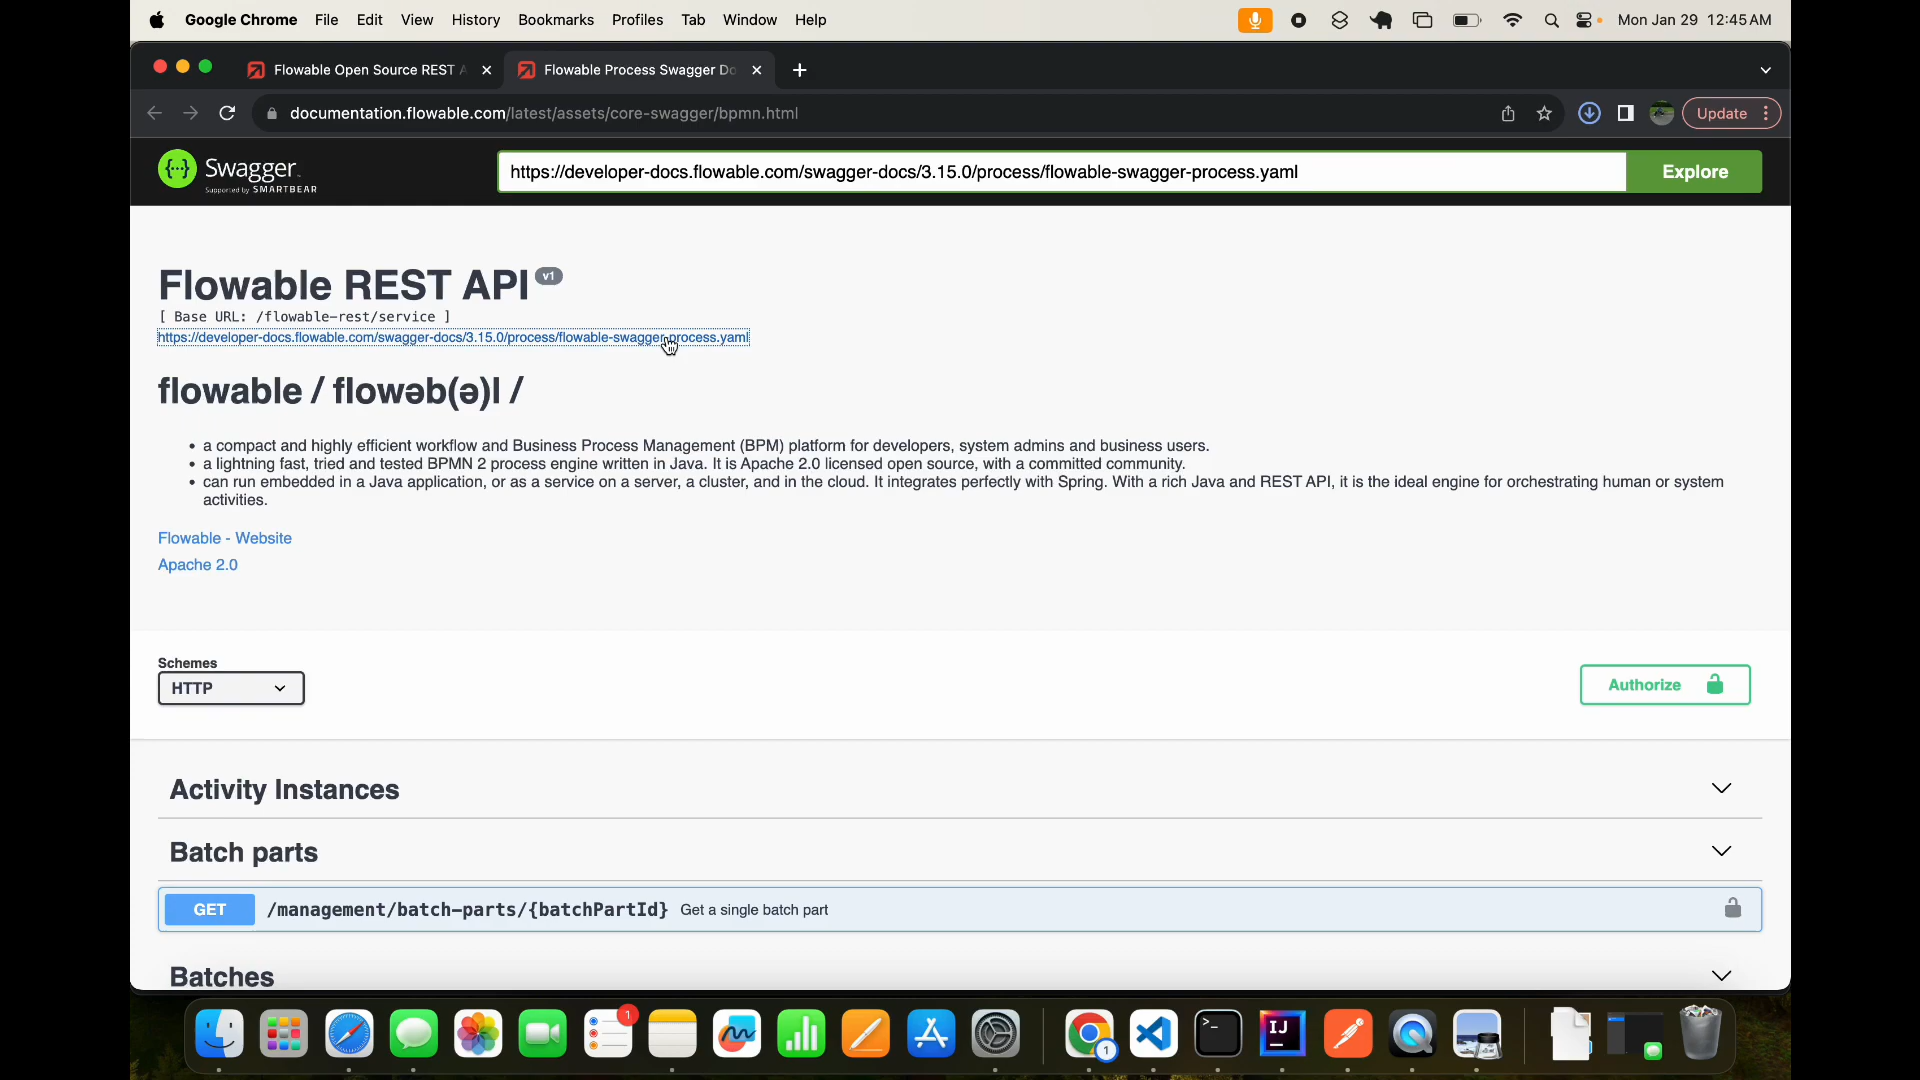 Google Chrome File Edit View History Bookmarks Profiles Tab Window Help Mon Jan 29 12:45 AM
Flowable Open Source REST A Flowable Process Swagger Do
documentation.flowable.com/latest/assets/core-swagger/bpmn.html Update
Swagger
Supported by SMARTBEAR
https://developer-docs.flowable.com/swagger-docs/3.15.0/process/flowable-swagger-process.yaml Explore
Flowable REST API v1
[ Base URL: /flowable-rest/service ]
https://developer-docs.flowable.com/swagger-docs/3.15.0/process/flowable-swagger-process.yaml
flowable / flowəb(ə)l /
• a compact and highly efficient workflow and Business Process Management (BPM) platform for developers, system admins and business users.
• a lightning fast, tried and tested BPMN 2 process engine written in Java. It is Apache 2.0 licensed open source, with a committed community.
• can run embedded in a Java application, or as a service on a server, a cluster, and in the cloud. It integrates perfectly with Spring. With a rich Java and REST API, it is the ideal engine for orchestrating human or system
activities.
Flowable - Website
Apache 2.0
Schemes
HTTP
Authorize
Activity Instances
Batch parts
GET /management/batch-parts/{batchPartId} Get a single batch part
Batches
1
1
IJ